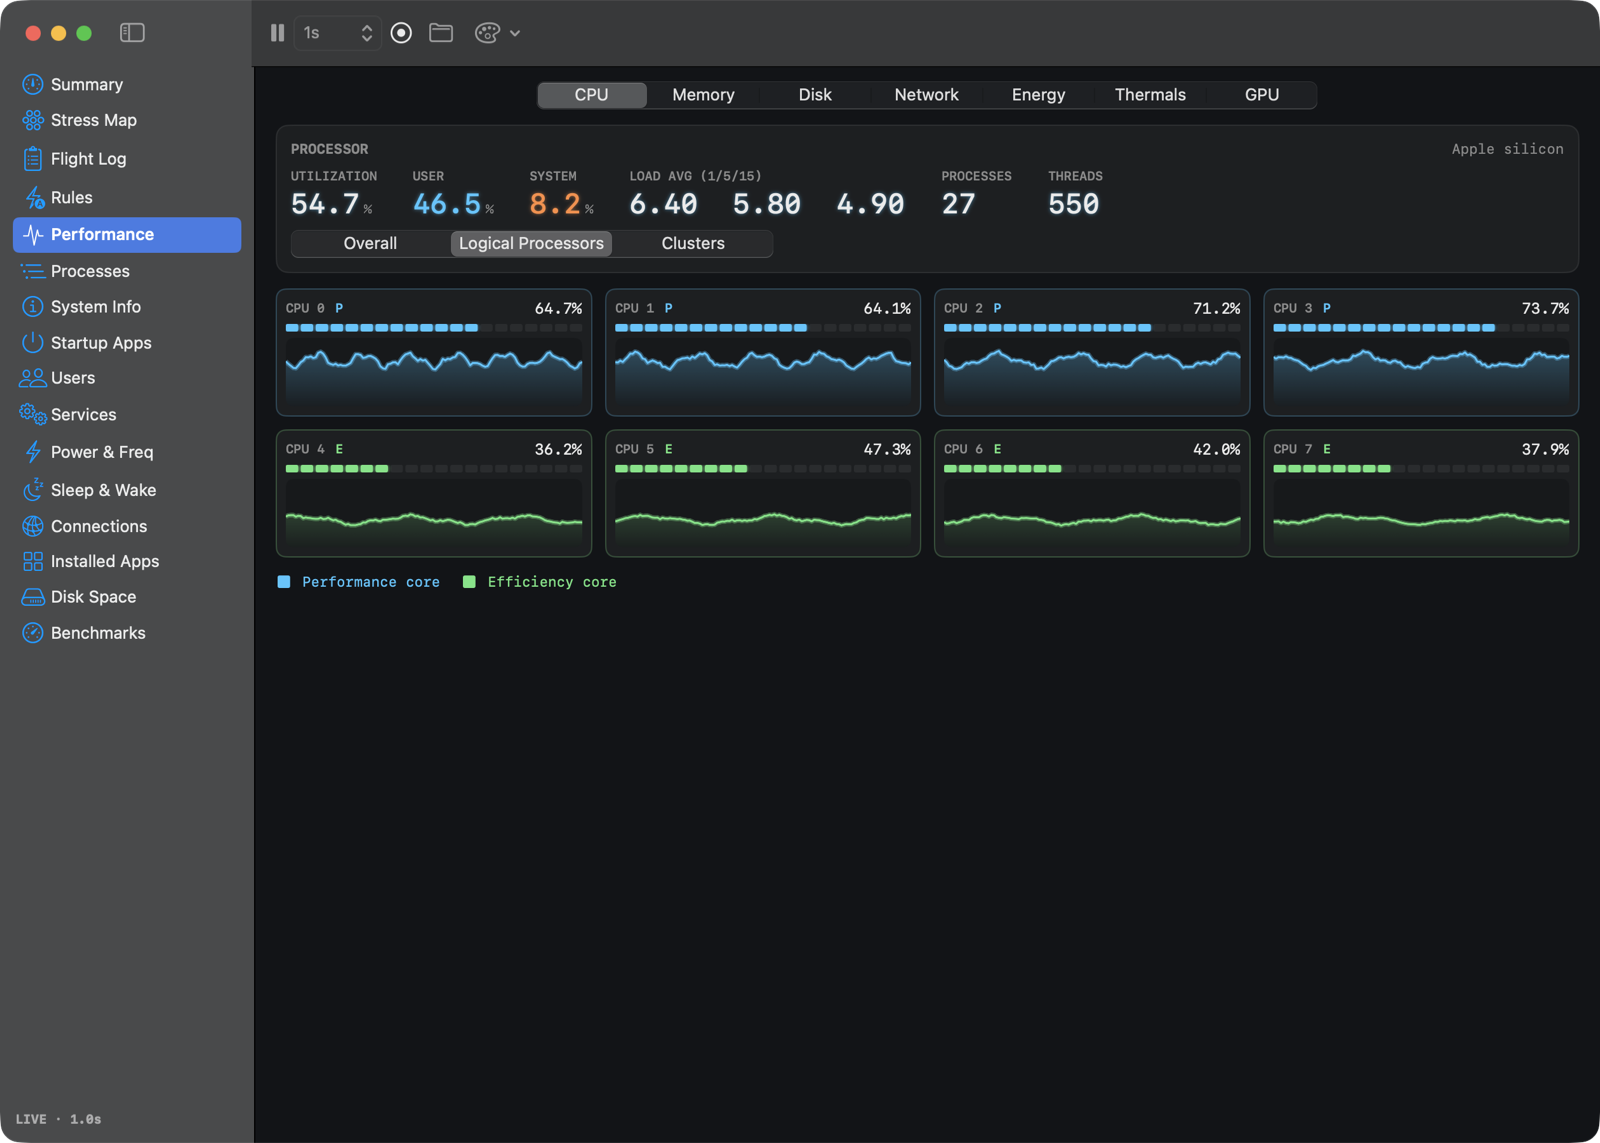 1s
Summary
Stress Map
Flight Log
Rules
Performance
Processes
System Info
Startup Apps
Users
Services
Power & Freq
Sleep & Wake
Connections
Installed Apps
Disk Space
Benchmarks
LIVE · 1.0s
CPU Memory Disk Network Energy Thermals GPU
PROCESSOR Apple silicon
UTILIZATION USER SYSTEM LOAD AVG (1/5/15) PROCESSES THREADS
54.7 % 46.5 % 8.2 % 6.40 5.80 4.90 27 550
Overall Logical Processors Clusters
CPU 0 P 64.7% CPU 1 P 64.1% CPU 2 P 71.2% CPU 3 P 73.7%
CPU 4 E 36.2% CPU 5 E 47.3% CPU 6 E 42.0% CPU 7 E 37.9%
Performance core Efficiency core